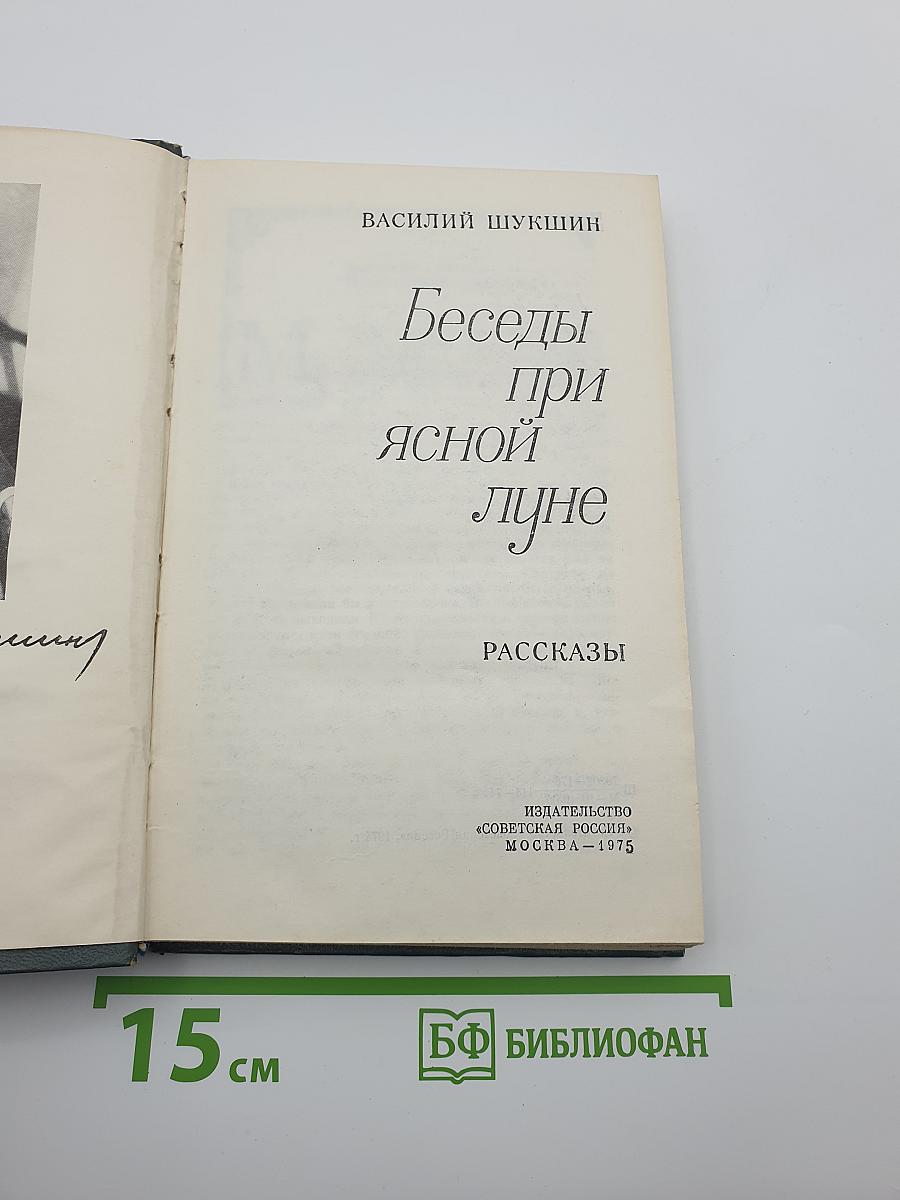 ВАСИЛИЙ ШУКШИН
Беседы
при
ясной
луне
РАССКАЗЫ
ИЗДАТЕЛЬСТВО
«СОВЕТСКАЯ РОССИЯ»
МОСКВА—1975
15 см
БФ БИБЛИОФАН